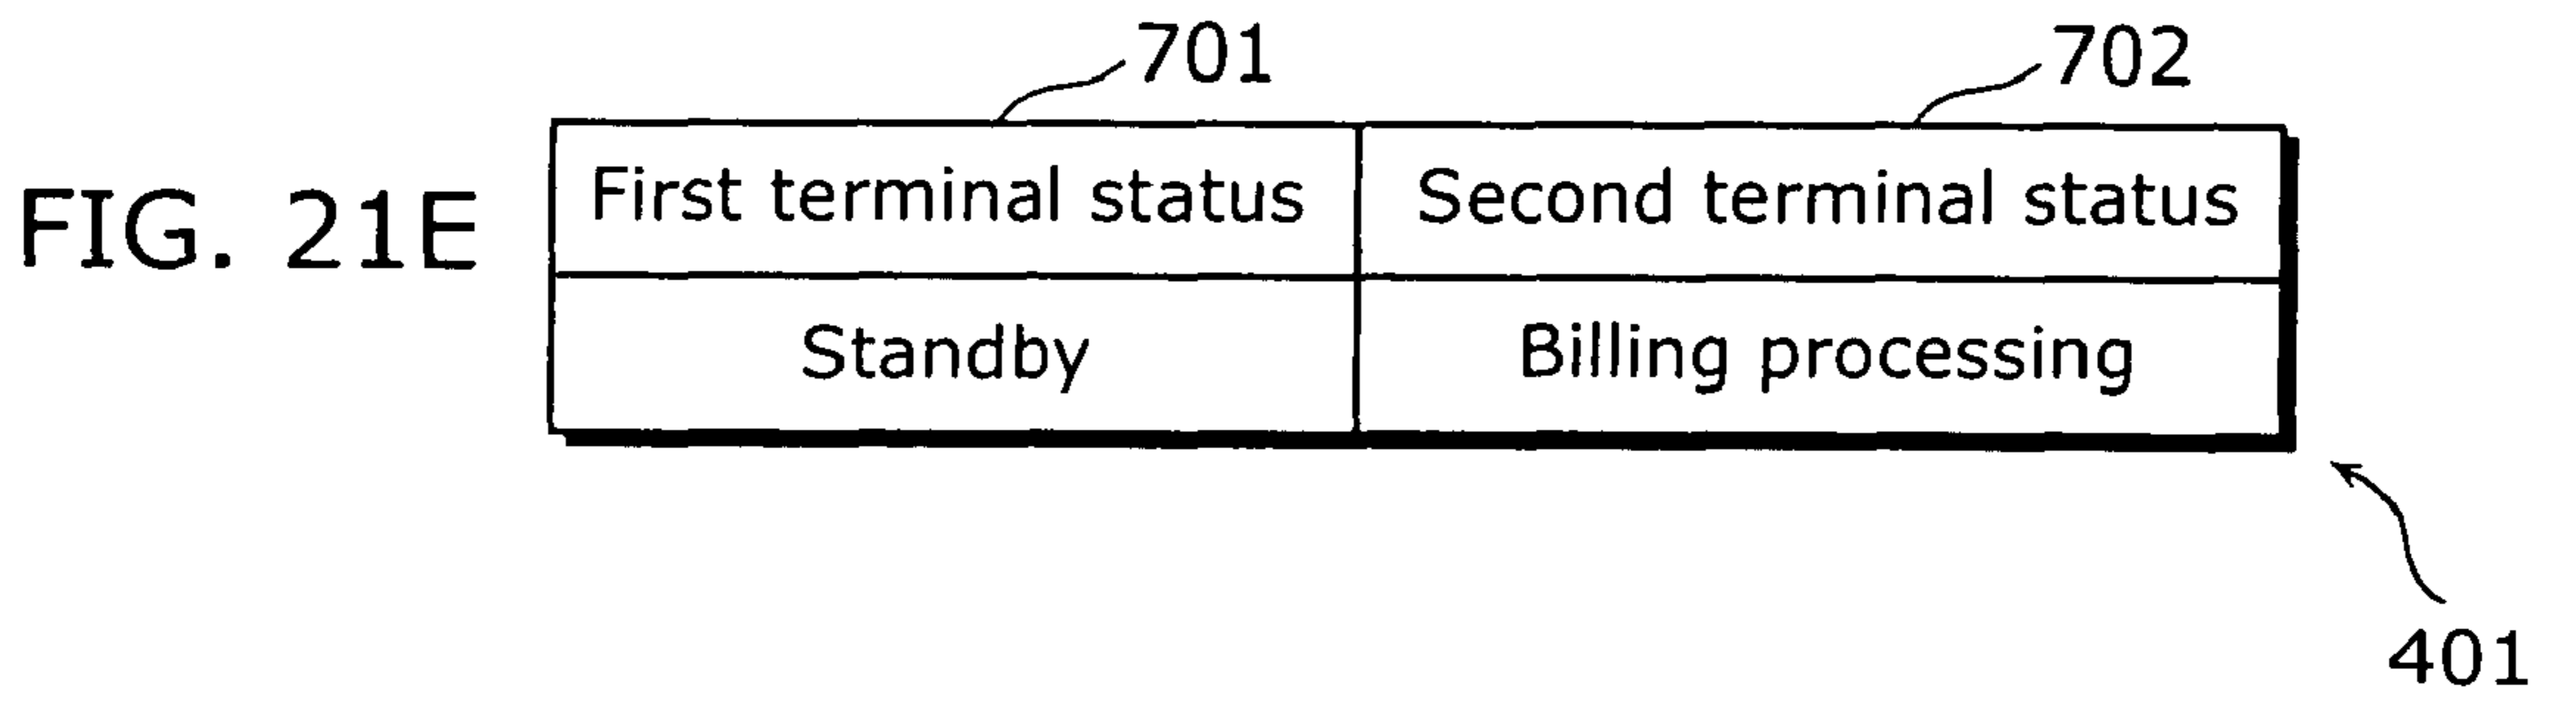 701 702
FIG. 21E
First terminal status Second terminal status
Standby Billing processing
401